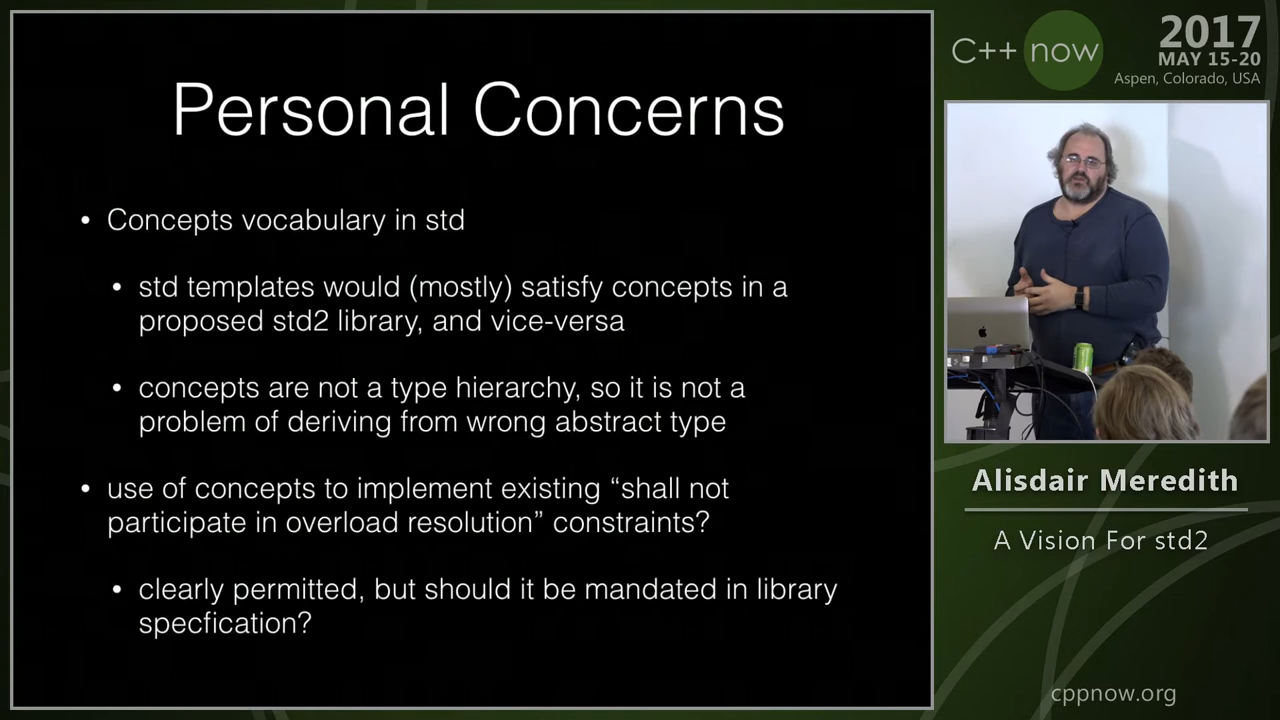 Personal Concerns
• Concepts vocabulary in std
• std templates would (mostly) satisfy concepts in a
proposed std2 library, and vice-versa
• concepts are not a type hierarchy, so it is not a
problem of deriving from wrong abstract type
• use of concepts to implement existing “shall not
participate in overload resolution” constraints?
• clearly permitted, but should it be mandated in library
specfication?
C++ now
2017
MAY 15-20
Aspen, Colorado, USA
Alisdair Meredith
A Vision For std2
cppnow.org